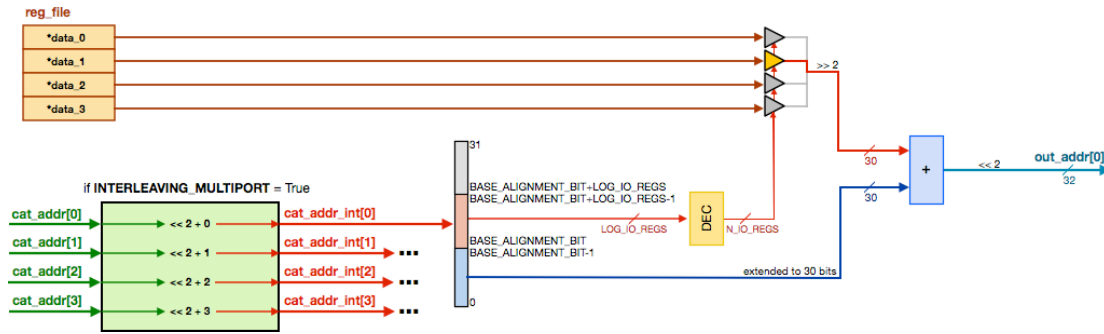 reg_file
*data_0
*data_1
*data_2
*data_3
>> 2
31
if INTERLEAVING_MULTIPORT = True
BASE_ALIGNMENT_BIT+LOG_IO_REGS
BASE_ALIGNMENT_BIT+LOG_IO_REGS-1
30
30
+
<< 2
out_addr[0]
32
cat_addr[0]
<< 2 + 0
cat_addr_int[0]
LOG_IO_REGS
DEC
N_IO_REGS
cat_addr[1]
<< 2 + 1
cat_addr_int[1]
•••
BASE_ALIGNMENT_BIT
BASE_ALIGNMENT_BIT-1
cat_addr[2]
<< 2 + 2
cat_addr_int[2]
•••
extended to 30 bits
cat_addr[3]
<< 2 + 3
cat_addr_int[3]
•••
0